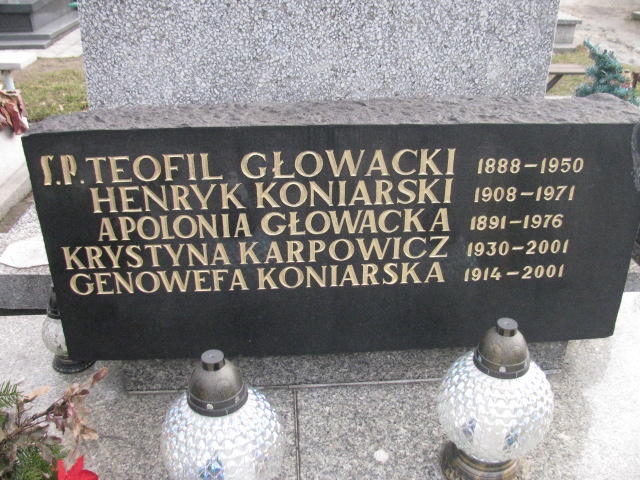 Ś.P. TEOFIL GŁOWACKI 1888-1950
HENRYK KONIARSKI 1908-1971
APOLONIA GŁOWACKA 1891-1976
KRYSTYNA KARPOWICZ 1930-2001
GENOWEFA KONIARSKA 1914-2001